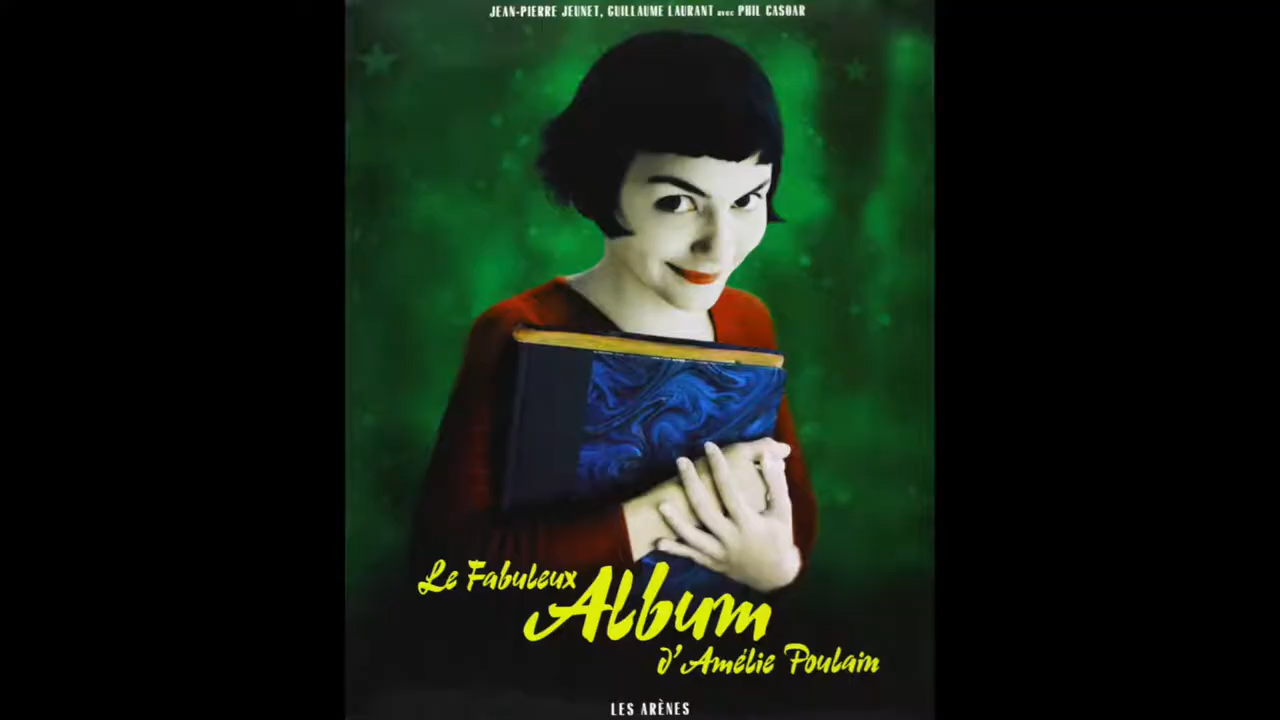 JEAN-PIERRE JEUNET, GUILLAUME LAURANT avec PHIL CASOAR
Le Fabuleux
Album
d'Amélie Poulain
LES ARÈNES